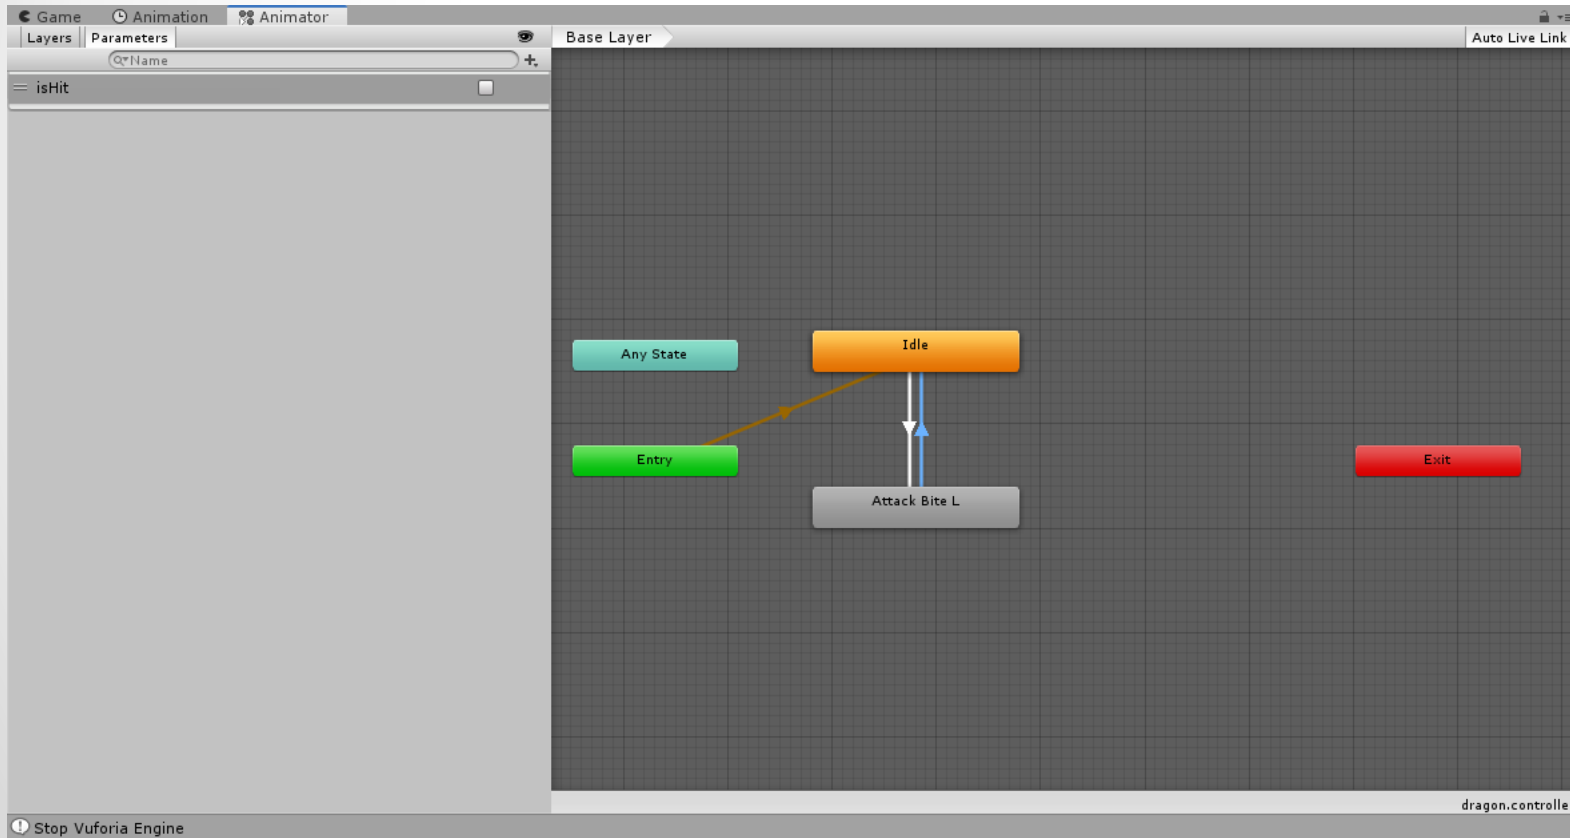 Game Animation Animator
Layers Parameters Base Layer Auto Live Link
Name
isHit
Idle
Any State
Entry Exit
Attack Bite L
dragon.controlle
Stop Vuforia Engine